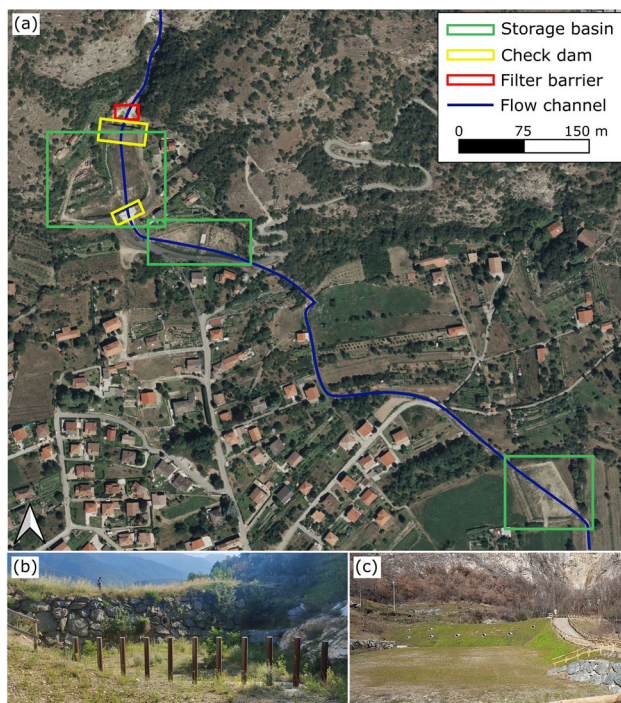 (a)
Storage basin
Check dam
Filter barrier
Flow channel
0 75 150 m
(b)
(c)